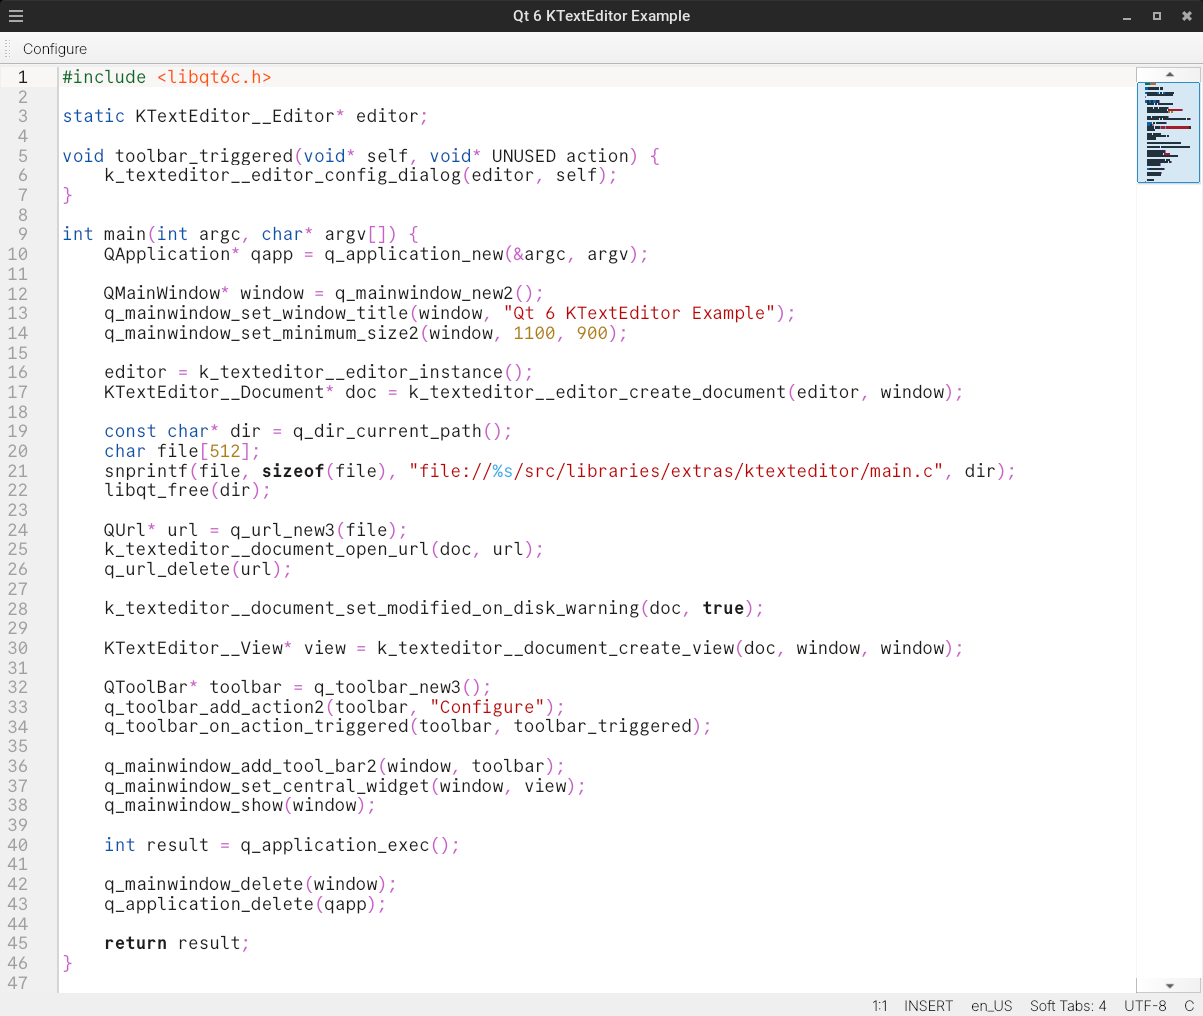 Qt 6 KTextEditor Example
Configure
1 #include <libqt6c.h>
2
3 static KTextEditor__Editor* editor;
4
5 void toolbar_triggered(void* self, void* UNUSED action) {
6     k_texteditor__editor_config_dialog(editor, self);
7 }
8
9 int main(int argc, char* argv[]) {
10     QApplication* qapp = q_application_new(&argc, argv);
11
12     QMainWindow* window = q_mainwindow_new2();
13     q_mainwindow_set_window_title(window, "Qt 6 KTextEditor Example");
14     q_mainwindow_set_minimum_size2(window, 1100, 900);
15
16     editor = k_texteditor__editor_instance();
17     KTextEditor__Document* doc = k_texteditor__editor_create_document(editor, window);
18
19     const char* dir = q_dir_current_path();
20     char file[512];
21     snprintf(file, sizeof(file), "file://%s/src/libraries/extras/ktexteditor/main.c", dir);
22     libqt_free(dir);
23
24     QUrl* url = q_url_new3(file);
25     k_texteditor__document_open_url(doc, url);
26     q_url_delete(url);
27
28     k_texteditor__document_set_modified_on_disk_warning(doc, true);
29
30     KTextEditor__View* view = k_texteditor__document_create_view(doc, window, window);
31
32     QToolBar* toolbar = q_toolbar_new3();
33     q_toolbar_add_action2(toolbar, "Configure");
34     q_toolbar_on_action_triggered(toolbar, toolbar_triggered);
35
36     q_mainwindow_add_tool_bar2(window, toolbar);
37     q_mainwindow_set_central_widget(window, view);
38     q_mainwindow_show(window);
39
40     int result = q_application_exec();
41
42     q_mainwindow_delete(window);
43     q_application_delete(qapp);
44
45     return result;
46 }
47
1:1 INSERT en_US Soft Tabs: 4 UTF-8 C